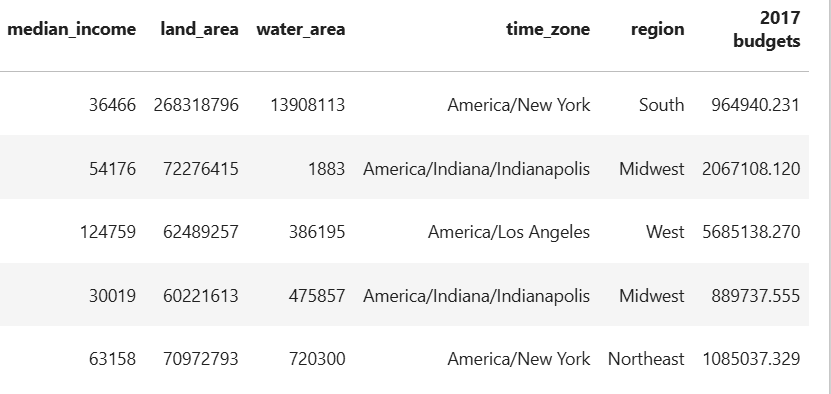 median_income land_area water_area time_zone region 2017 budgets
36466 268318796 13908113 America/New York South 964940.231
54176 72276415 1883 America/Indiana/Indianapolis Midwest 2067108.120
124759 62489257 386195 America/Los Angeles West 5685138.270
30019 60221613 475857 America/Indiana/Indianapolis Midwest 889737.555
63158 70972793 720300 America/New York Northeast 1085037.329